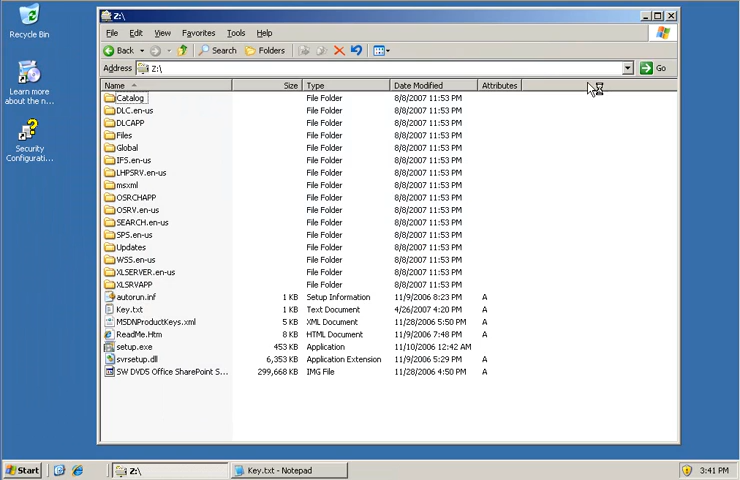 Recycle Bin
Learn more
about the n...
Security
Configurati...
Z:\
File Edit View Favorites Tools Help
Back Search Folders
Address Z:\ Go
Name Size Type Date Modified Attributes
Catalog File Folder 8/8/2007 11:53 PM
DLC.en-us File Folder 8/8/2007 11:53 PM
DLCAPP File Folder 8/8/2007 11:53 PM
Files File Folder 8/8/2007 11:53 PM
Global File Folder 8/8/2007 11:53 PM
IFS.en-us File Folder 8/8/2007 11:53 PM
LHPSRV.en-us File Folder 8/8/2007 11:53 PM
msxml File Folder 8/8/2007 11:53 PM
OSRCHAPP File Folder 8/8/2007 11:53 PM
OSRV.en-us File Folder 8/8/2007 11:53 PM
SEARCH.en-us File Folder 8/8/2007 11:53 PM
SPS.en-us File Folder 8/8/2007 11:53 PM
Updates File Folder 8/8/2007 11:53 PM
WSS.en-us File Folder 8/8/2007 11:53 PM
XLSERVER.en-us File Folder 8/8/2007 11:53 PM
XLSRVAPP File Folder 8/8/2007 11:53 PM
autorun.inf 1 KB Setup Information 11/9/2006 8:23 PM A
Key.txt 1 KB Text Document 4/26/2007 4:20 PM A
MSDNProductKeys.xml 5 KB XML Document 11/28/2006 5:50 PM A
ReadMe.Htm 8 KB HTML Document 11/9/2006 7:48 PM A
setup.exe 453 KB Application 11/10/2006 12:42 AM A
svrsetup.dll 6,353 KB Application Extension 11/9/2006 5:29 PM A
SW DVD5 Office SharePoint S... 299,668 KB IMG File 11/28/2006 4:50 PM A
Start Z:\ Key.txt - Notepad 3:41 PM